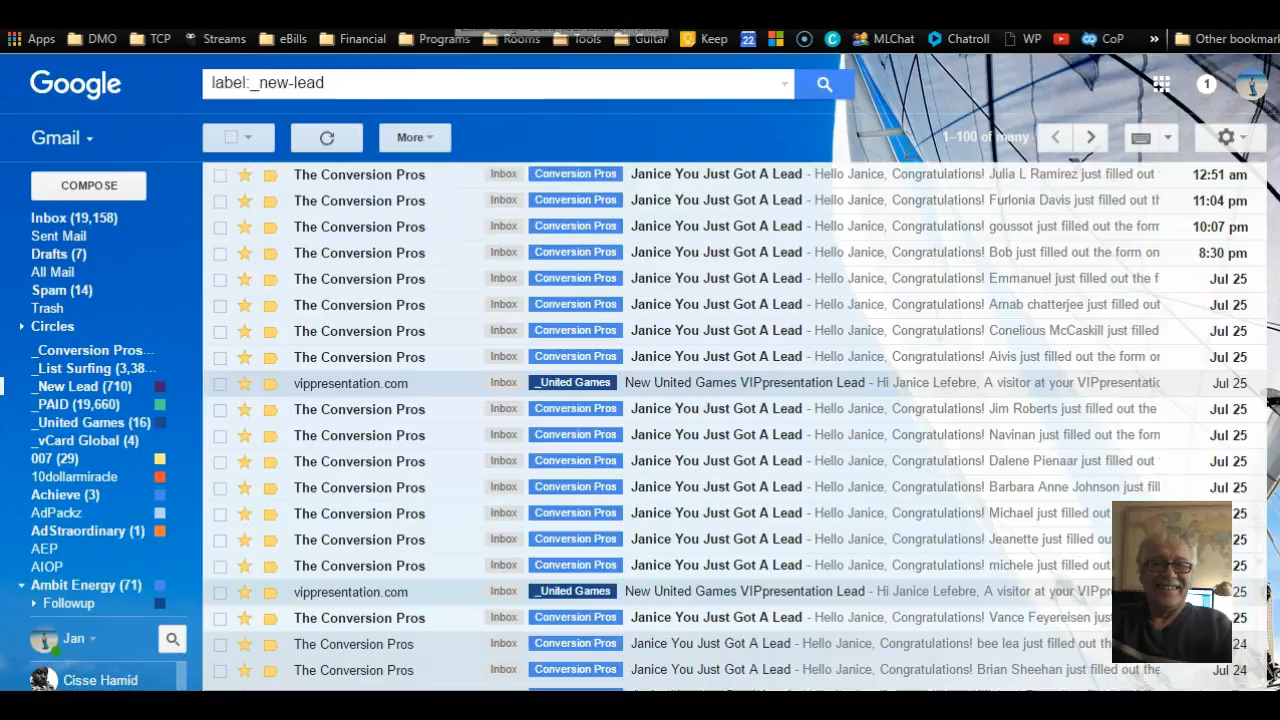 Apps DMO TCP Streams eBills Financial Programs Rooms Tools Guitar Keep 22 MLChat Chatroll WP CoP » Other bookmar
Google label:_new-lead 1
Gmail More 1–100 of many
COMPOSE
Inbox (19,158)
Sent Mail
Drafts (7)
All Mail
Spam (14)
Trash
Circles
_Conversion Pros...
_List Surfing (3,38...
_New Lead (710)
_PAID (19,660)
_United Games (16)
_vCard Global (4)
007 (29)
10dollarmiracle
Achieve (3)
AdPackz
AdStraordinary (1)
AEP
AIOP
Ambit Energy (71)
Followup
Jan
Cisse Hamid
The Conversion Pros Inbox Conversion Pros Janice You Just Got A Lead - Hello Janice, Congratulations! Julia L Ramirez just filled out 12:51 am
The Conversion Pros Inbox Conversion Pros Janice You Just Got A Lead - Hello Janice, Congratulations! Furlonia Davis just filled out th 11:04 pm
The Conversion Pros Inbox Conversion Pros Janice You Just Got A Lead - Hello Janice, Congratulations! goussot just filled out the form 10:07 pm
The Conversion Pros Inbox Conversion Pros Janice You Just Got A Lead - Hello Janice, Congratulations! Bob just filled out the form on 8:30 pm
The Conversion Pros Inbox Conversion Pros Janice You Just Got A Lead - Hello Janice, Congratulations! Emmanuel just filled out the f Jul 25
The Conversion Pros Inbox Conversion Pros Janice You Just Got A Lead - Hello Janice, Congratulations! Arnab chatterjee just filled out Jul 25
The Conversion Pros Inbox Conversion Pros Janice You Just Got A Lead - Hello Janice, Congratulations! Conelious McCaskill just filled Jul 25
The Conversion Pros Inbox Conversion Pros Janice You Just Got A Lead - Hello Janice, Congratulations! Aivis just filled out the form or Jul 25
vippresentation.com Inbox _United Games New United Games VIPpresentation Lead - Hi Janice Lefebre, A visitor at your VIPpresentatic Jul 25
The Conversion Pros Inbox Conversion Pros Janice You Just Got A Lead - Hello Janice, Congratulations! Jim Roberts just filled out the Jul 25
The Conversion Pros Inbox Conversion Pros Janice You Just Got A Lead - Hello Janice, Congratulations! Navinan just filled out the form Jul 25
The Conversion Pros Inbox Conversion Pros Janice You Just Got A Lead - Hello Janice, Congratulations! Dalene Pienaar just filled out Jul 25
The Conversion Pros Inbox Conversion Pros Janice You Just Got A Lead - Hello Janice, Congratulations! Barbara Anne Johnson just fill Jul 25
The Conversion Pros Inbox Conversion Pros Janice You Just Got A Lead - Hello Janice, Congratulations! Michael just filled out the form 25
The Conversion Pros Inbox Conversion Pros Janice You Just Got A Lead - Hello Janice, Congratulations! Jeanette just filled out the for 25
The Conversion Pros Inbox Conversion Pros Janice You Just Got A Lead - Hello Janice, Congratulations! michele just filled out the form 25
vippresentation.com Inbox _United Games New United Games VIPpresentation Lead - Hi Janice Lefebre, A visitor at your VIPpresentatic 25
The Conversion Pros Inbox Conversion Pros Janice You Just Got A Lead - Hello Janice, Congratulations! Vance Feyereisen just filled out 25
The Conversion Pros Inbox Conversion Pros Janice You Just Got A Lead - Hello Janice, Congratulations! bee lea just filled out the form 24
The Conversion Pros Inbox Conversion Pros Janice You Just Got A Lead - Hello Janice, Congratulations! Brian Sheehan just filled out the 24